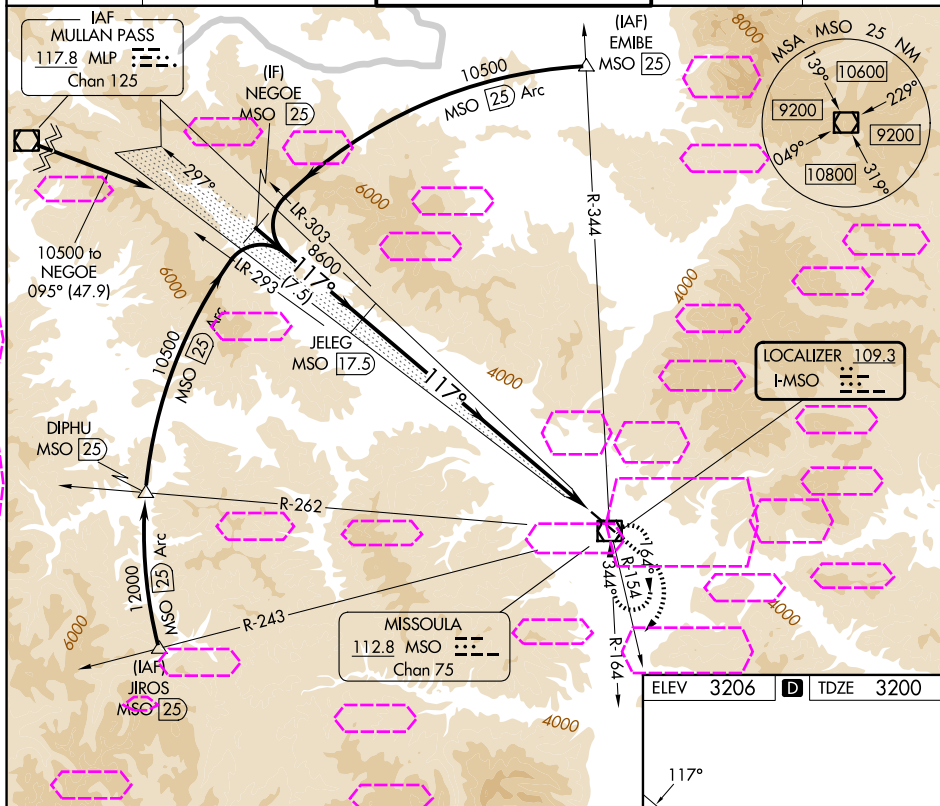 IAF
MULLAN PASS
117.8 MLP
Chan 125
(IF)
NEGOE
MSO 25
(IAF)
EMIBE
MSO 25
10500
MSO 25 Arc
8000
MSA MSO 25 NM
139°
10600
229°
9200
9200
049°
10800
319°
297°
LR-303
6000
R-344
10500 to
NEGOE
095° (47.9)
6000
LR-293
8600
(7.5)
117°
4000
10500
MSO 25 Arc
JELEG
MSO 17.5
117°
4000
LOCALIZER 109.3
I-MSO
DIPHU
MSO 25
R-262
12000
MSO 25 Arc
R-243
6000
MISSOULA
112.8 MSO
Chan 75
164°
344°
R-154
R-164
4000
(IAF)
JIROS
MSO 25
4000
ELEV 3206 D TDZE 3200
117°